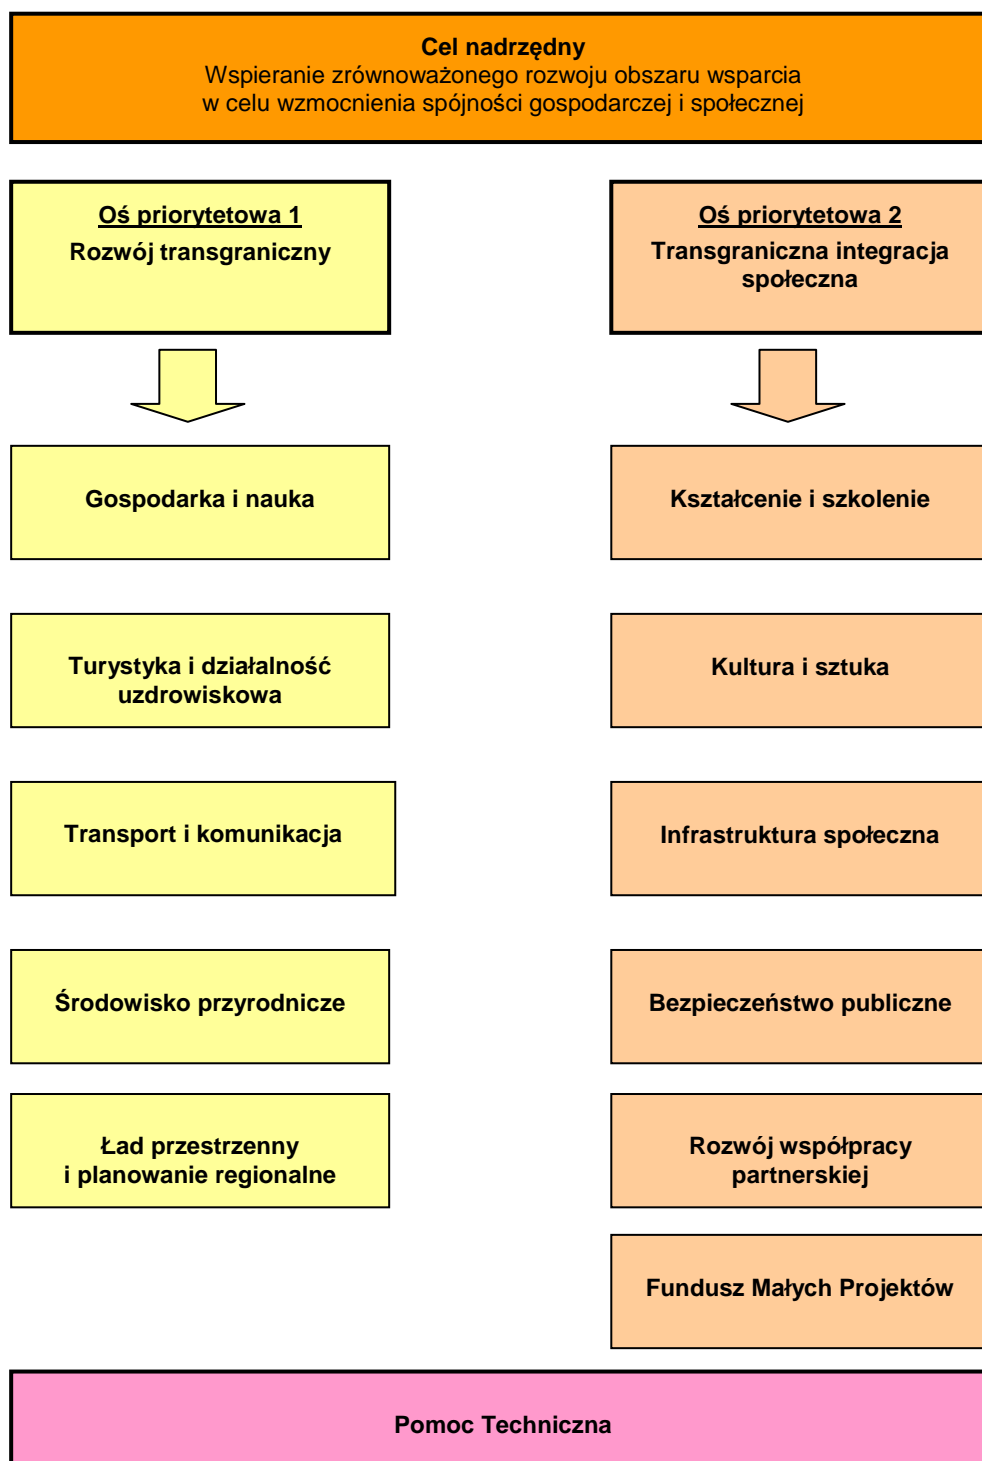 Cel nadrzędny
Wspieranie zrównoważonego rozwoju obszaru wsparcia
w celu wzmocnienia spójności gospodarczej i społecznej
Oś priorytetowa 1
Rozwój transgraniczny
Oś priorytetowa 2
Transgraniczna integracja
społeczna
Gospodarka i nauka
Kształcenie i szkolenie
Turystyka i działalność
uzdrowiskowa
Kultura i sztuka
Transport i komunikacja
Infrastruktura społeczna
Środowisko przyrodnicze
Bezpieczeństwo publiczne
Ład przestrzenny
i planowanie regionalne
Rozwój współpracy
partnerskiej
Fundusz Małych Projektów
Pomoc Techniczna